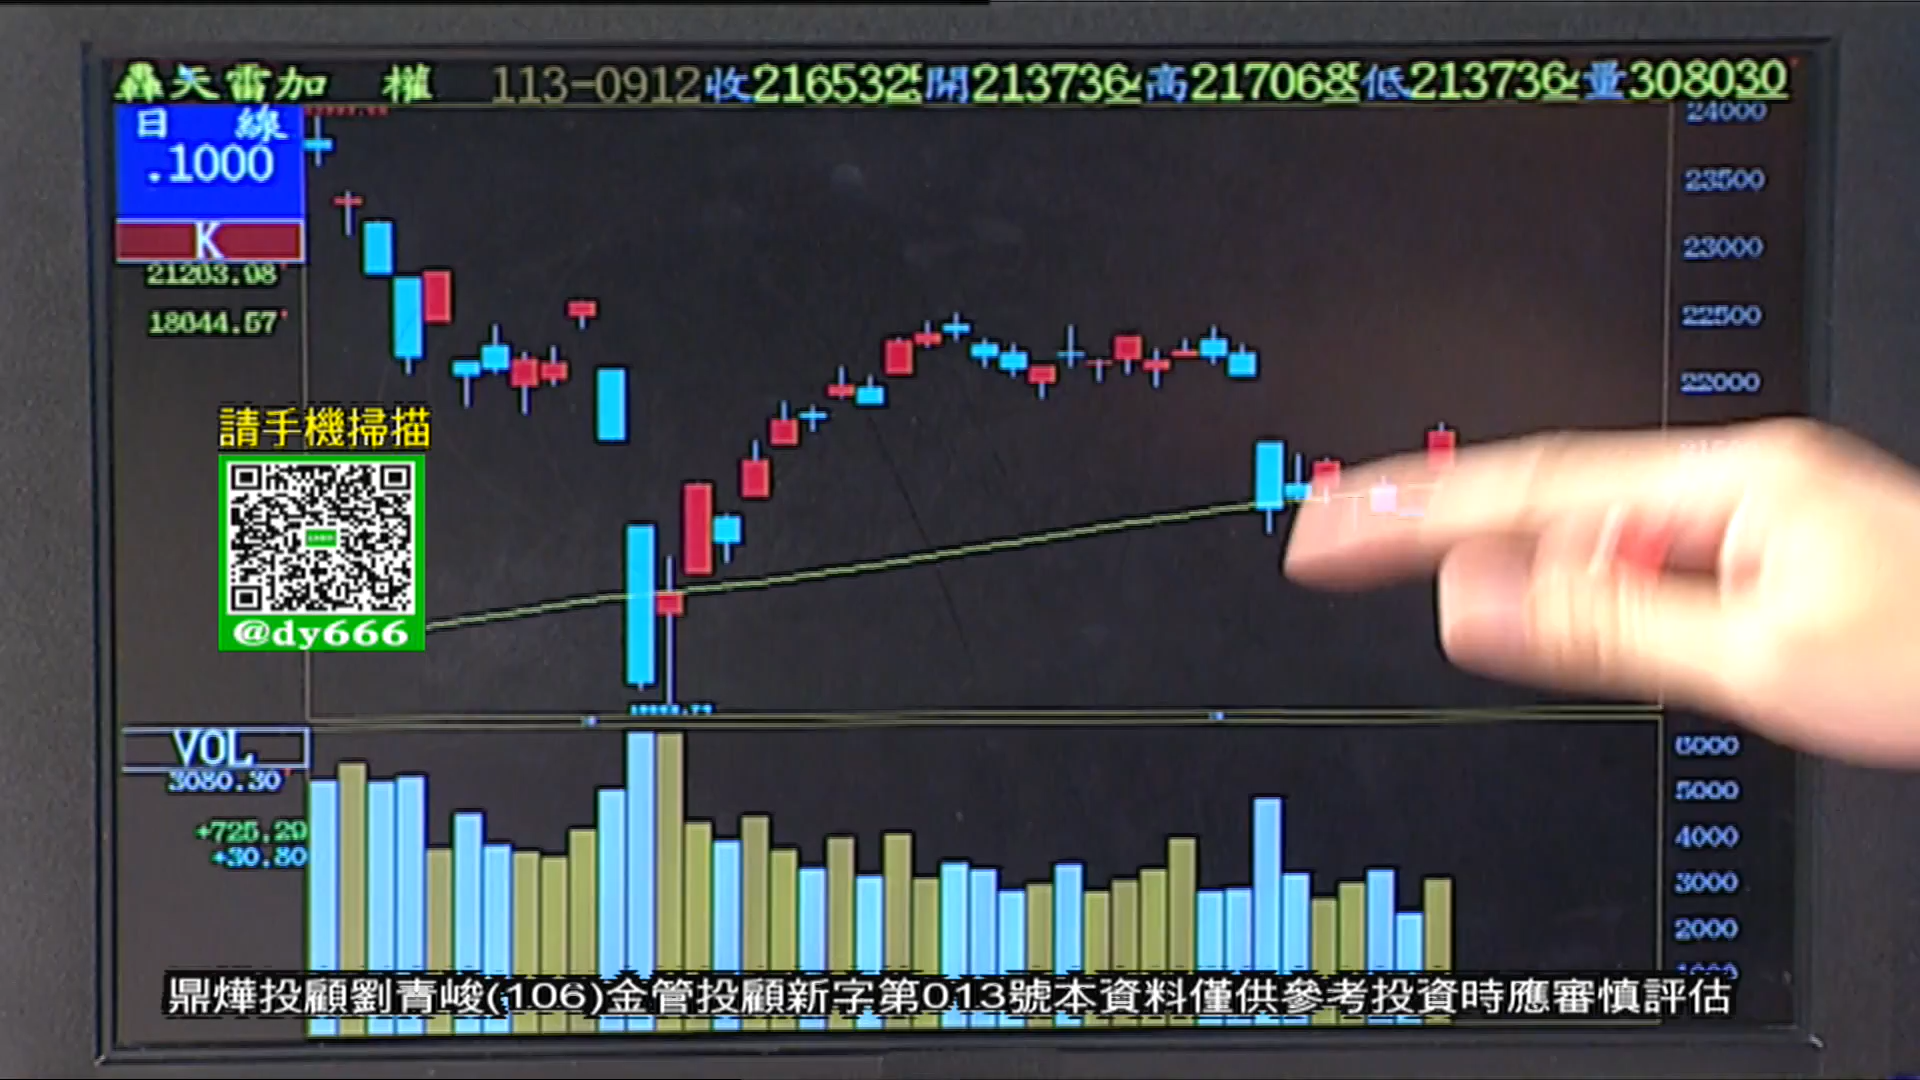 轟天雷加 權 113-0912收216532開213736高217068低213736量308030
24000
日 線
.1000
23500
K
23000
21203.08
18044.57
22500
22000
請手機掃描
@dy666
VOL
6000
3080.30
5000
+725.20
4000
+30.80
3000
2000
鼎燁投顧劉青峻(106)金管投顧新字第013號本資料僅供參考投資時應審慎評估